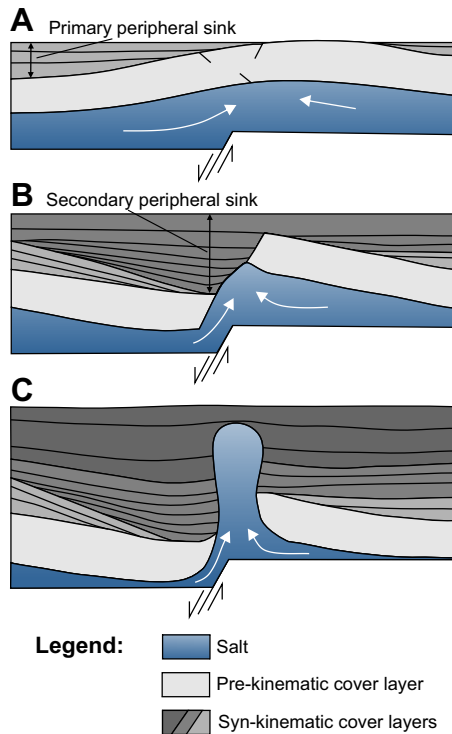 A
Primary peripheral sink
B
Secondary peripheral sink
C
Legend:
Salt
Pre-kinematic cover layer
Syn-kinematic cover layers